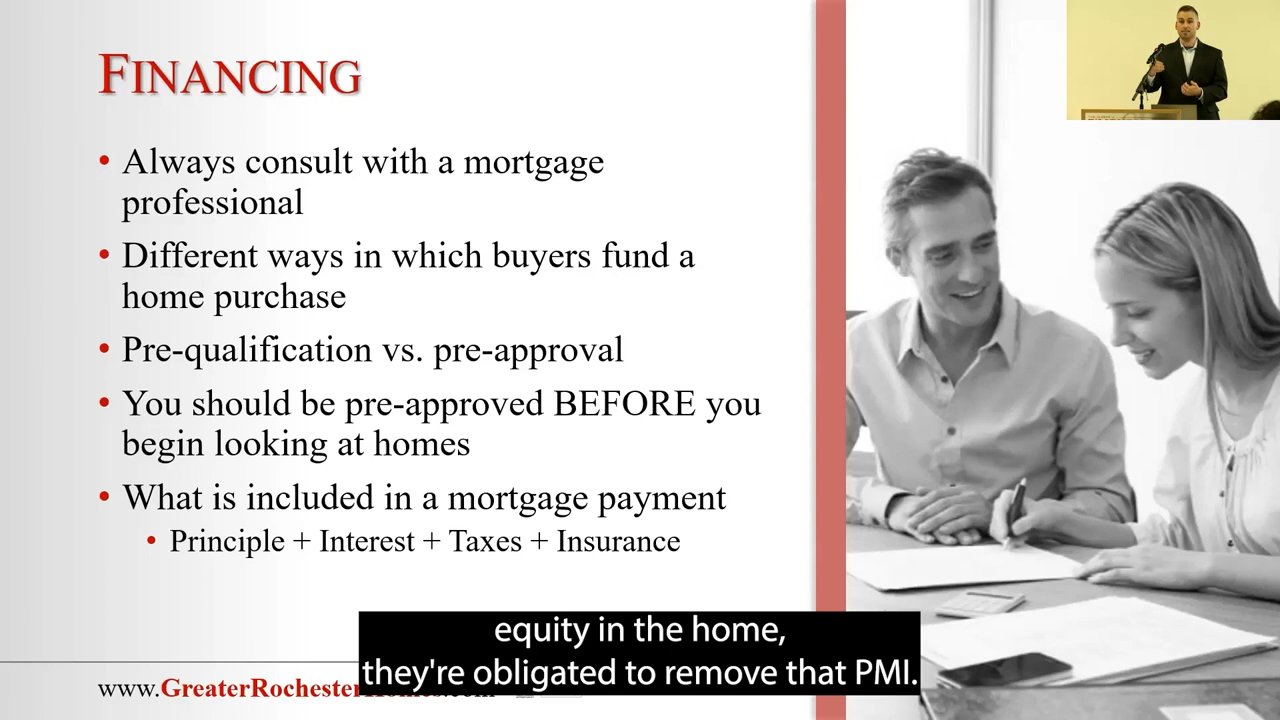 FINANCING
• Always consult with a mortgage
professional
• Different ways in which buyers fund a
home purchase
• Pre-qualification vs. pre-approval
• You should be pre-approved BEFORE you
begin looking at homes
• What is included in a mortgage payment
• Principle + Interest + Taxes + Insurance
equity in the home,
they're obligated to remove that PMI.
www.GreaterRochesterHomes.com